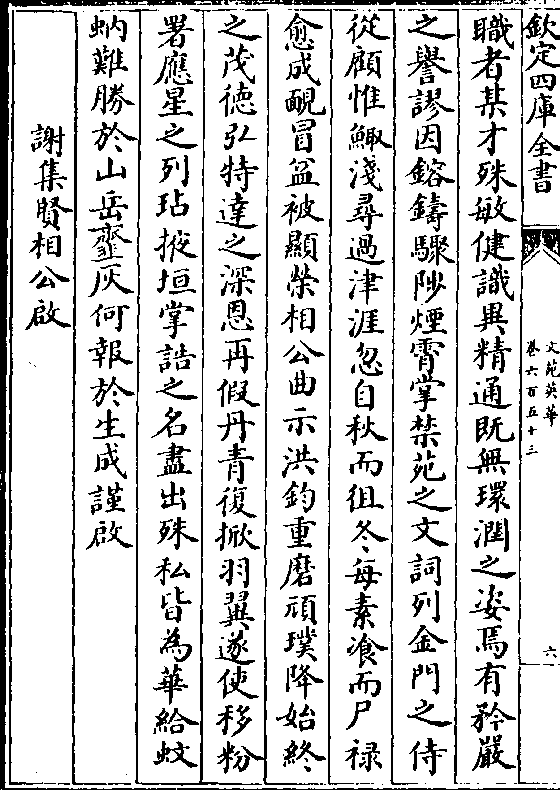 欽定四庫全書
文苑英華
卷六百五十三
六
職者某才殊敏健識異精通既無環潤之姿焉有矜嚴
之譽謬因鎔鑄驟陟煙霄掌禁苑之文詞列金門之侍
從顧惟鯫淺尋過津涯忽自秋而徂冬每素飡而尸禄
愈成靦冒益被顯榮相公曲示洪鈞重磨頑璞降始終
之茂德弘特達之深恩再假丹青復掀羽翼遂使移粉
署應星之列玷掖垣掌誥之名盡出殊私皆為華給蚊
蚋難勝於山岳虀灰何報於生成謹啟
謝集賢相公啟